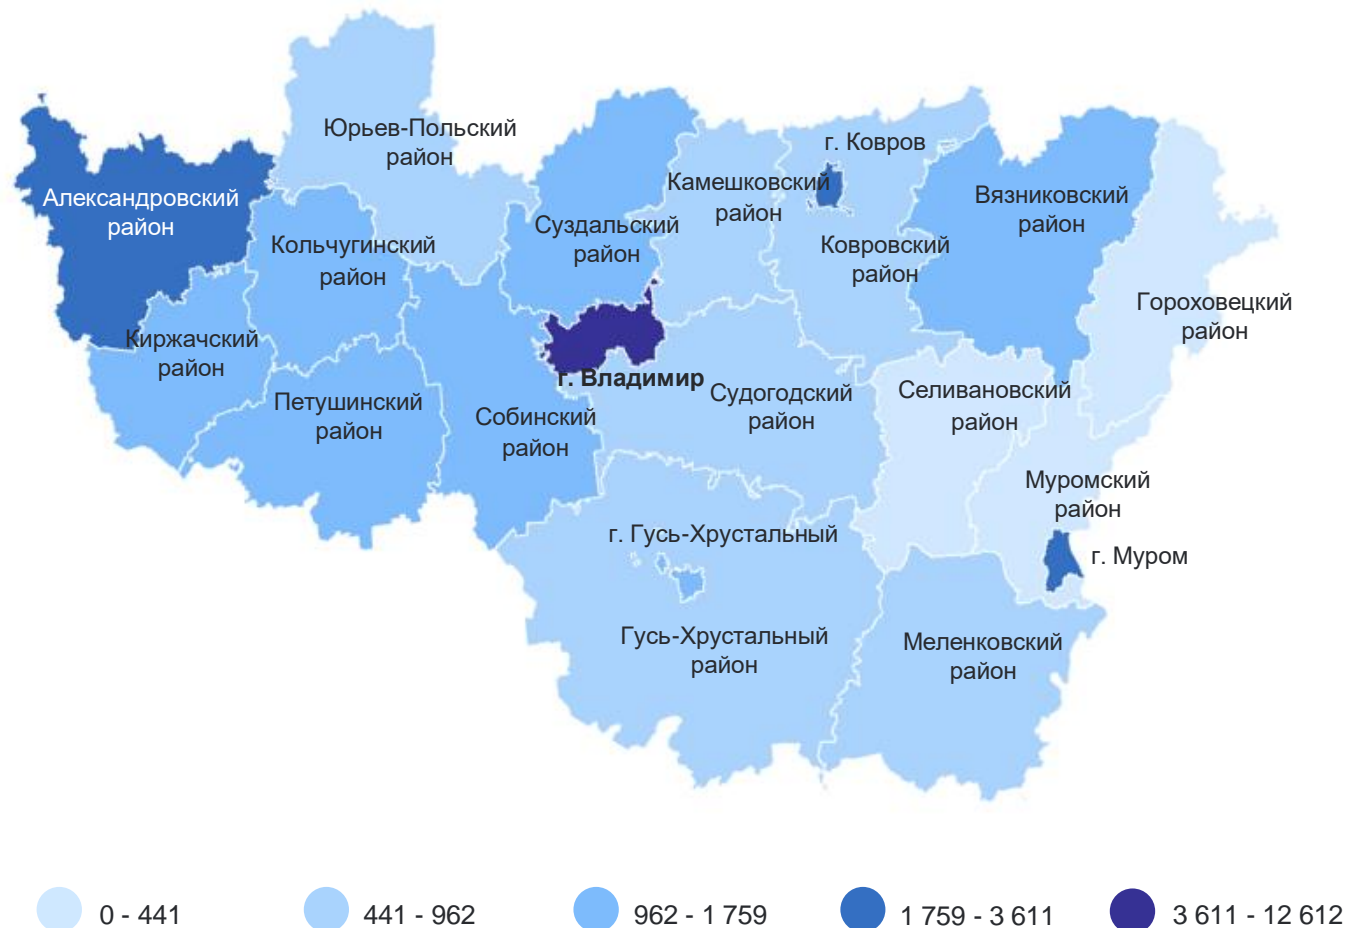 Юрьев-Польский
район
г. Ковров
Александровский
район
Камешковский
район
Вязниковский
район
Суздальский
район
Кольчугинский
район
Ковровский
район
Гороховецкий
район
Киржачский
район
г. Владимир
Судогодский
район
Селивановский
район
Петушинский
район
Собинский
район
Муромский
район
г. Гусь-Хрустальный
г. Муром
Гусь-Хрустальный
район
Меленковский
район
0 - 441
441 - 962
962 - 1 759
1 759 - 3 611
3 611 - 12 612